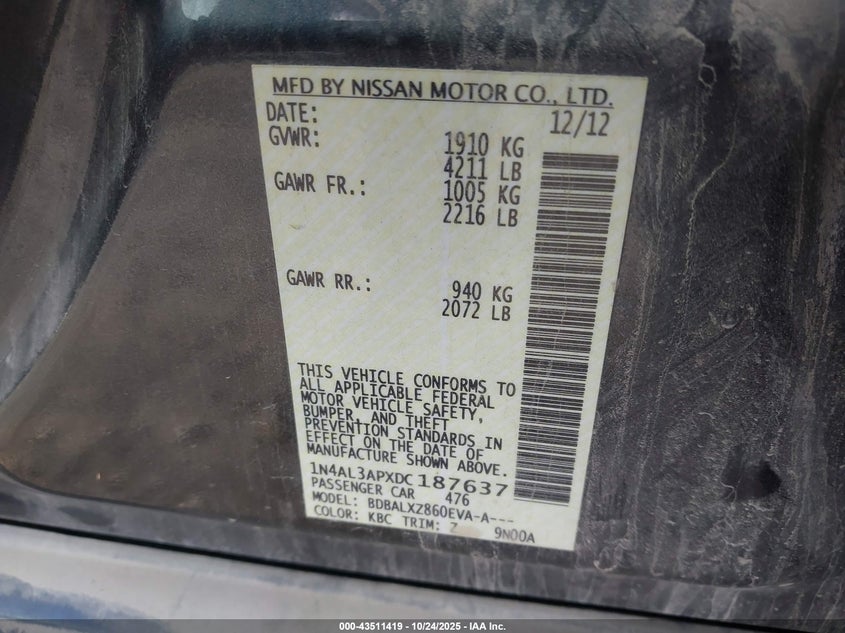 MFD BY NISSAN MOTOR CO., LTD.
DATE: 12/12
GVWR: 1910 KG
4211 LB
GAWR FR.: 1005 KG
2216 LB
GAWR RR.: 940 KG
2072 LB
THIS VEHICLE CONFORMS TO
ALL APPLICABLE FEDERAL
MOTOR VEHICLE SAFETY,
BUMPER, AND THEFT
PREVENTION STANDARDS IN
EFFECT ON THE DATE OF
MANUFACTURE SHOWN ABOVE.
1N4AL3APXDC187637
PASSENGER CAR 476
MODEL: BDBALXZ860EVA-A---
COLOR: KBC TRIM: 9N00A
000-43511419 - 10/24/2025 - IAA Inc.